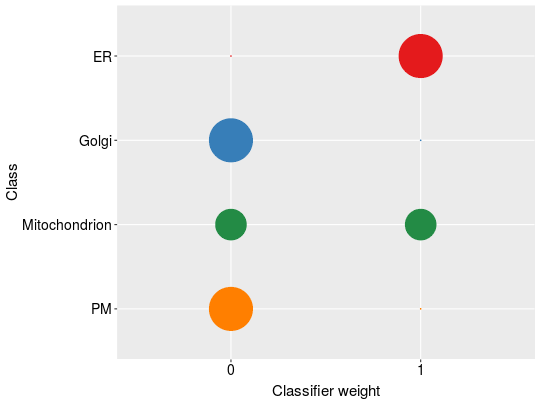 ER
Golgi
Mitochondrion
PM
Class
0 1
Classifier weight